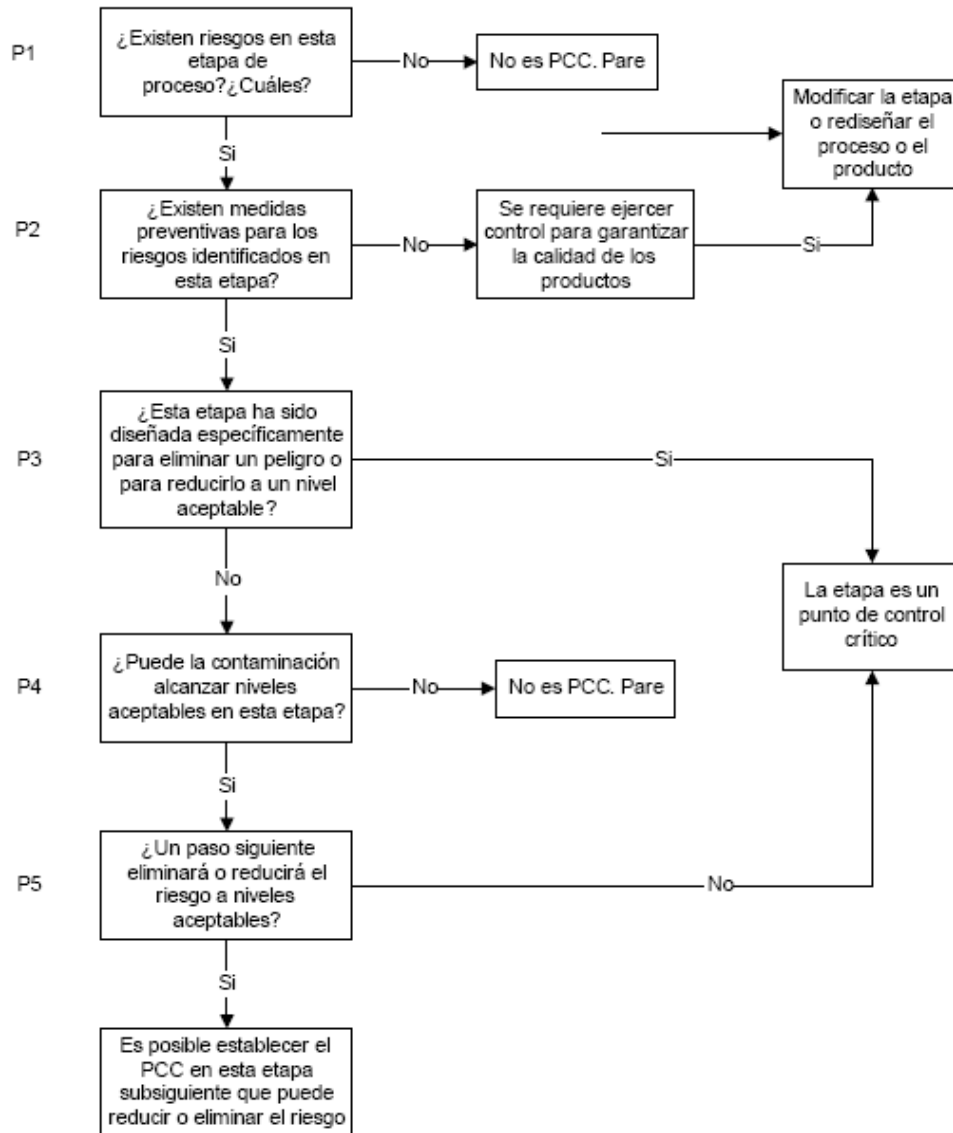 P1
¿Existen riesgos en esta
etapa de
proceso?¿Cuáles?
No
No es PCC. Pare
Modificar la etapa
o rediseñar el
proceso o el
producto
Si
P2
¿Existen medidas
preventivas para los
riesgos identificados en
esta etapa?
No
Se requiere ejercer
control para garantizar
la calidad de los
productos
Si
Si
P3
¿Esta etapa ha sido
diseñada específicamente
para eliminar un peligro o
para reducirlo a un nivel
aceptable?
Si
No
La etapa es un
punto de control
crítico
P4
¿Puede la contaminación
alcanzar niveles
aceptables en esta etapa?
No
No es PCC. Pare
Si
P5
¿Un paso siguiente
eliminará o reducirá el
riesgo a niveles
aceptables?
No
Si
Es posible establecer el
PCC en esta etapa
subsiguiente que puede
reducir o eliminar el riesgo